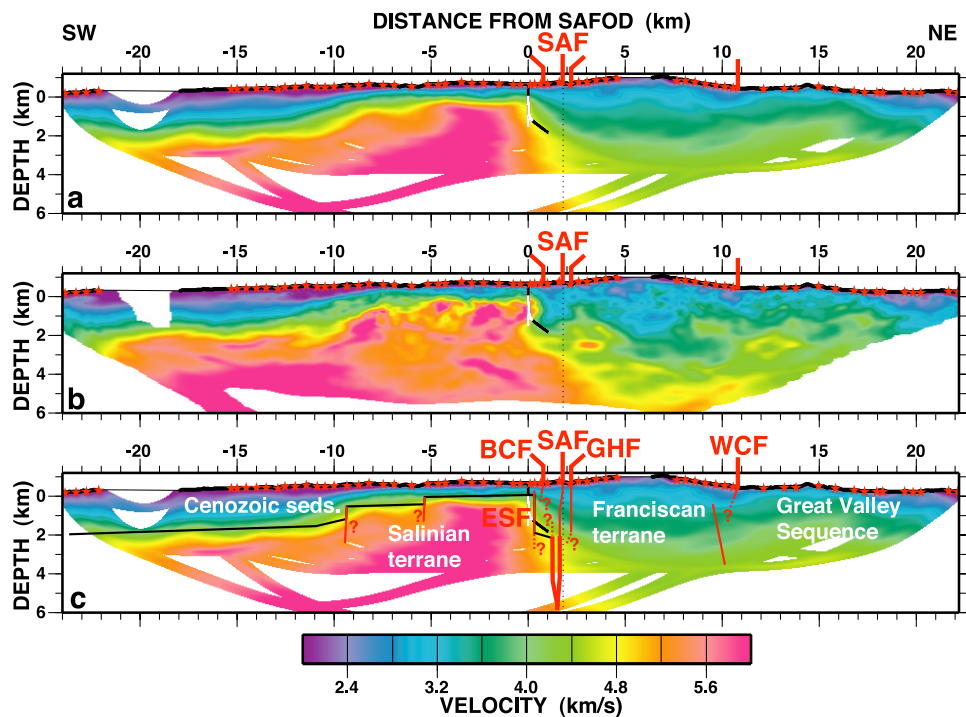 DISTANCE FROM SAFOD (km)
SW NE
-20 -15 -10 -5 0 5 10 15 20
SAF
DEPTH (km)
0
2
4
6
a
-20 -15 -10 -5 0 5 10 15 20
SAF
DEPTH (km)
0
2
4
6
b
-20 -15 -10 -5 0 5 10 15 20
BCF SAF GHF WCF
DEPTH (km)
0
2
4
6
Cenozoic seds.
ESF
Salinian
terrane
Franciscan
terrane
Great Valley
Sequence
? ? ? ? ? ? ? ?
c
2.4 3.2 4.0 4.8 5.6
VELOCITY (km/s)